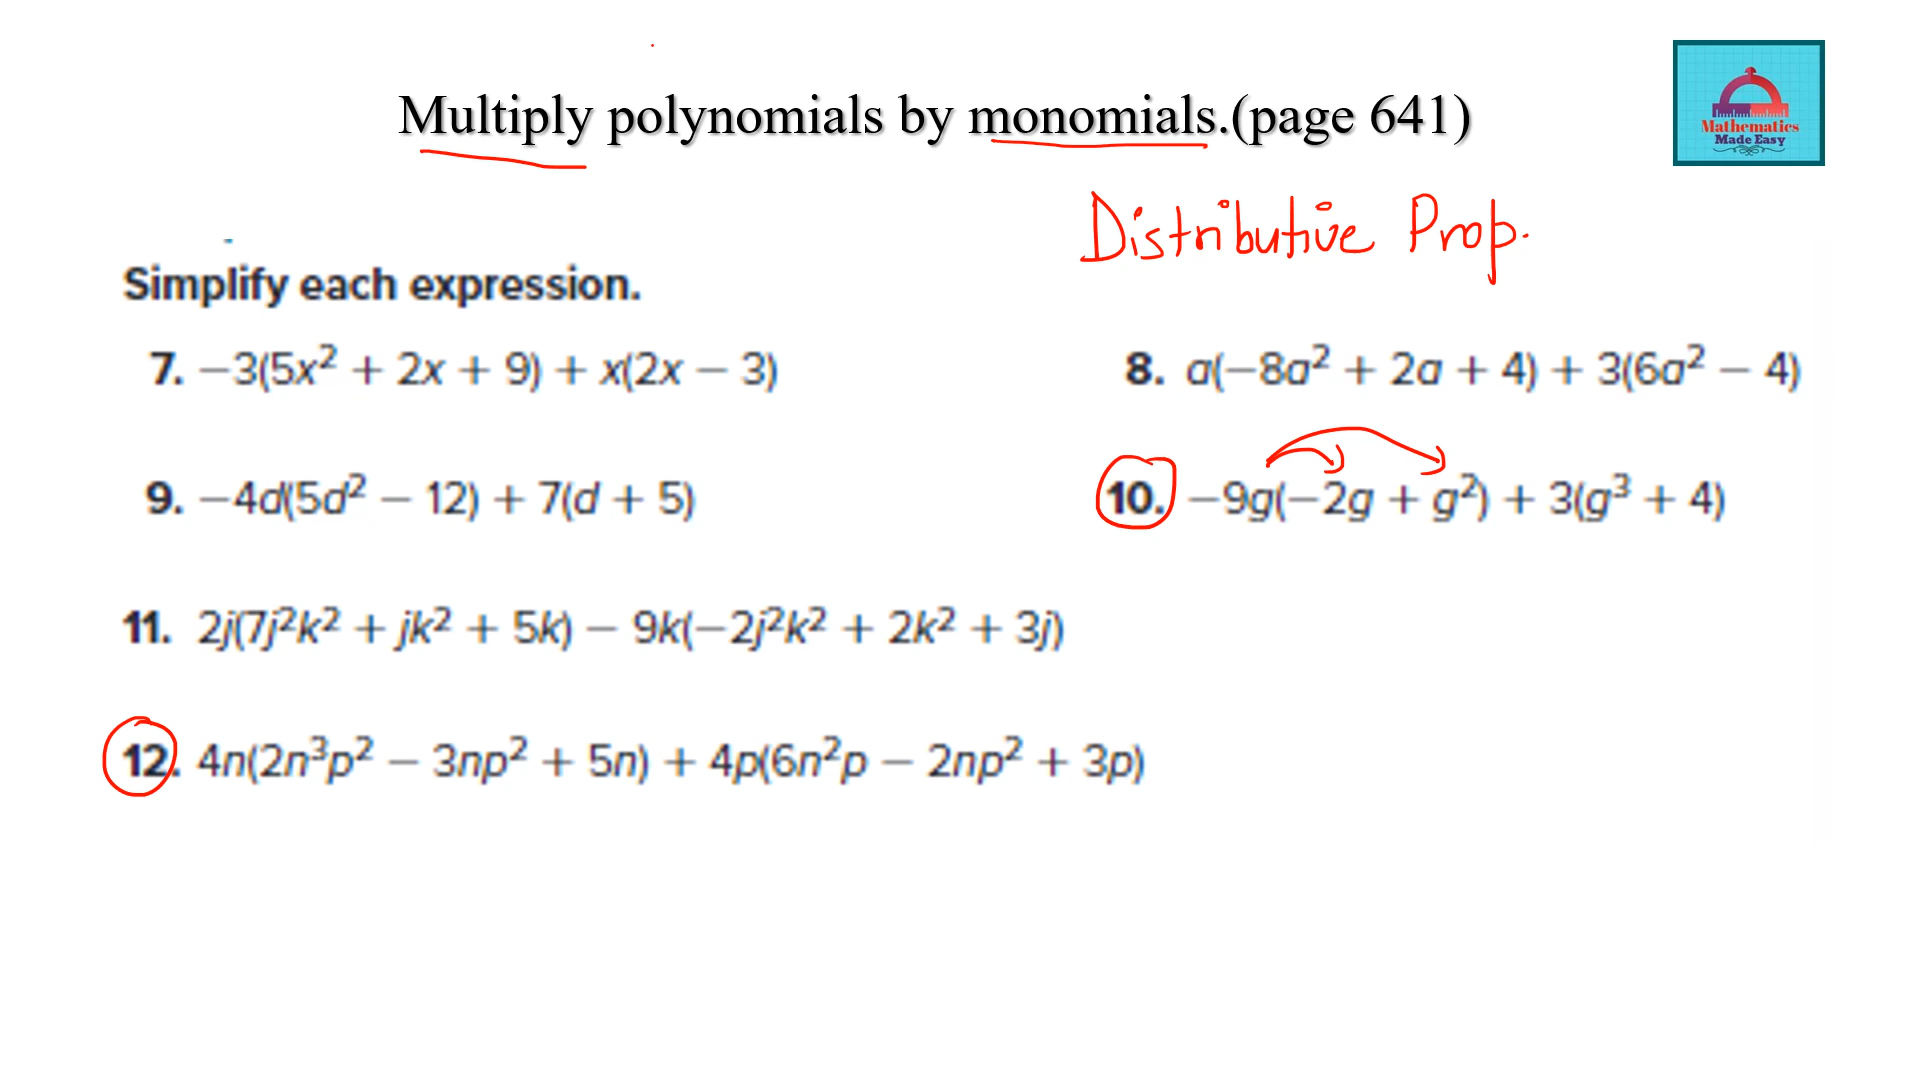 Multiply polynomials by monomials.(page 641)
Mathematics
Made Easy
Distributive Prop.
Simplify each expression.
7. −3(5x² + 2x + 9) + x(2x − 3)
8. a(−8a² + 2a + 4) + 3(6a² − 4)
9. −4d(5d² − 12) + 7(d + 5)
10. −9g(−2g + g²) + 3(g³ + 4)
11. 2j(7j²k² + jk² + 5k) − 9k(−2j²k² + 2k² + 3j)
12. 4n(2n³p² − 3np² + 5n) + 4p(6n²p − 2np² + 3p)